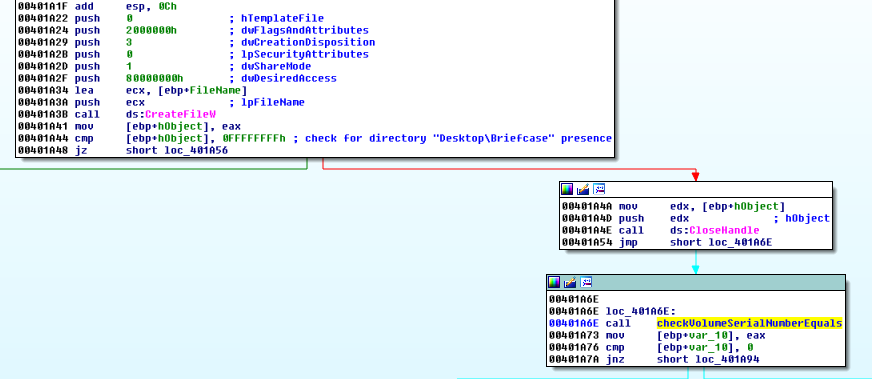 00401A1F add esp, 0Ch
00401A22 push 0 ; hTemplateFile
00401A24 push 2000000h ; dwFlagsAndAttributes
00401A29 push 3 ; dwCreationDisposition
00401A2B push 0 ; lpSecurityAttributes
00401A2D push 1 ; dwShareMode
00401A2F push 80000000h ; dwDesiredAccess
00401A34 lea ecx, [ebp+FileName]
00401A3A push ecx ; lpFileName
00401A3B call ds:CreateFileW
00401A41 mov [ebp+hObject], eax
00401A44 cmp [ebp+hObject], 0FFFFFFFFh ; check for directory "Desktop\Briefcase" presence
00401A48 jz short loc_401A56
00401A4A mov edx, [ebp+hObject]
00401A4D push edx ; hObject
00401A4E call ds:CloseHandle
00401A54 jmp short loc_401A6E
00401A6E
00401A6E loc_401A6E:
00401A6E call checkVolumeSerialNumberEquals
00401A73 mov [ebp+var_10], eax
00401A76 cmp [ebp+var_10], 0
00401A7A jnz short loc_401A94